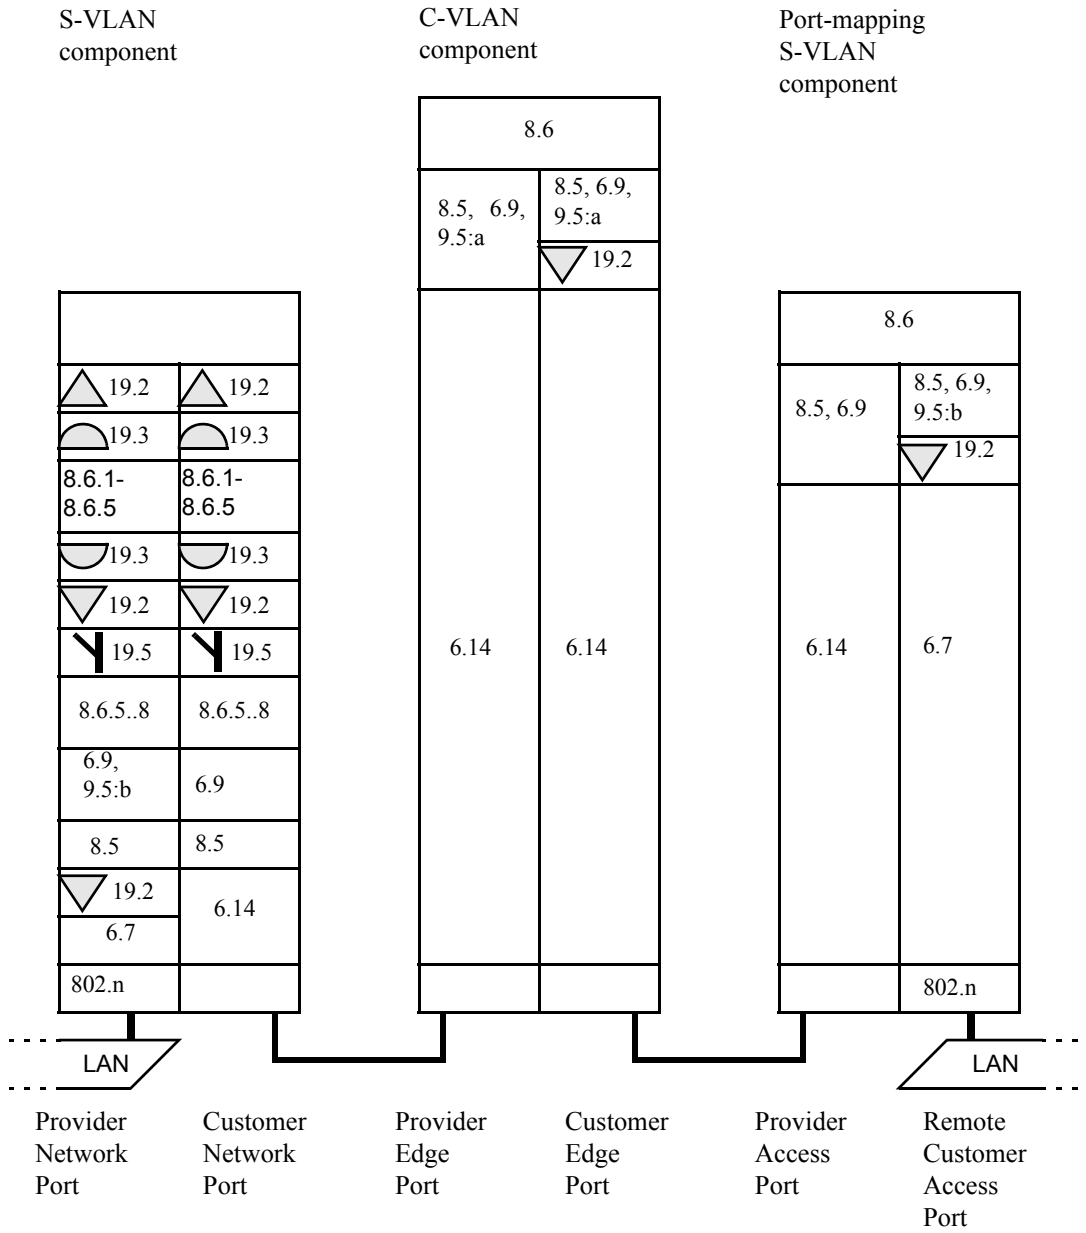 S-VLAN
component
C-VLAN
component
Port-mapping
S-VLAN
component
8.6
8.5, 6.9,
9.5:a
8.5, 6.9,
9.5:a
19.2
8.6
19.2
19.2
8.5, 6.9
8.5, 6.9,
9.5:b
19.3
19.3
19.2
8.6.1-
8.6.5
8.6.1-
8.6.5
19.3
19.3
19.2
19.2
19.5
19.5
6.14
6.14
6.14
6.7
8.6.5..8
8.6.5..8
6.9,
9.5:b
6.9
8.5
8.5
19.2
6.14
6.7
802.n
802.n
LAN
LAN
Provider
Network
Port
Customer
Network
Port
Provider
Edge
Port
Customer
Edge
Port
Provider
Access
Port
Remote
Customer
Access
Port